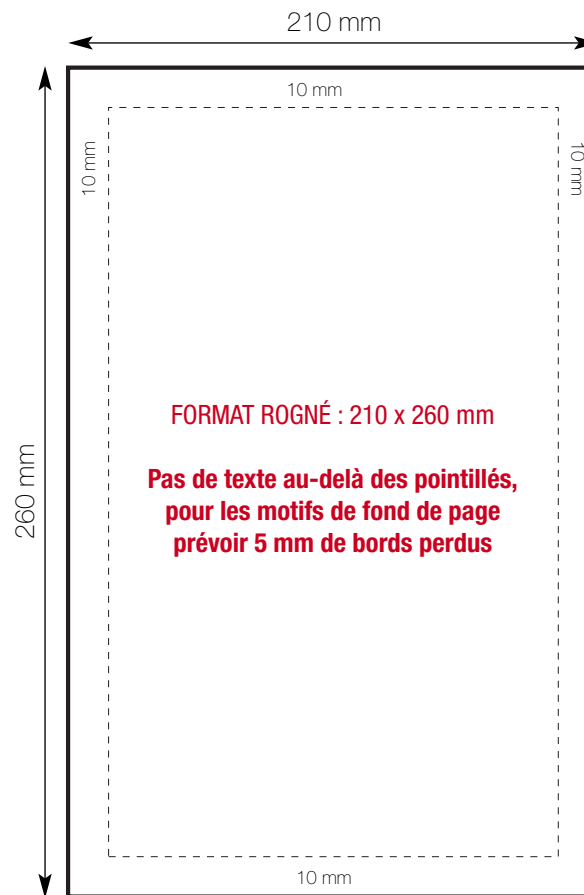 210 mm
10 mm
10 mm
10 mm
260 mm
FORMAT ROGNÉ : 210 x 260 mm
Pas de texte au-delà des pointillés,
pour les motifs de fond de page
prévoir 5 mm de bords perdus
10 mm